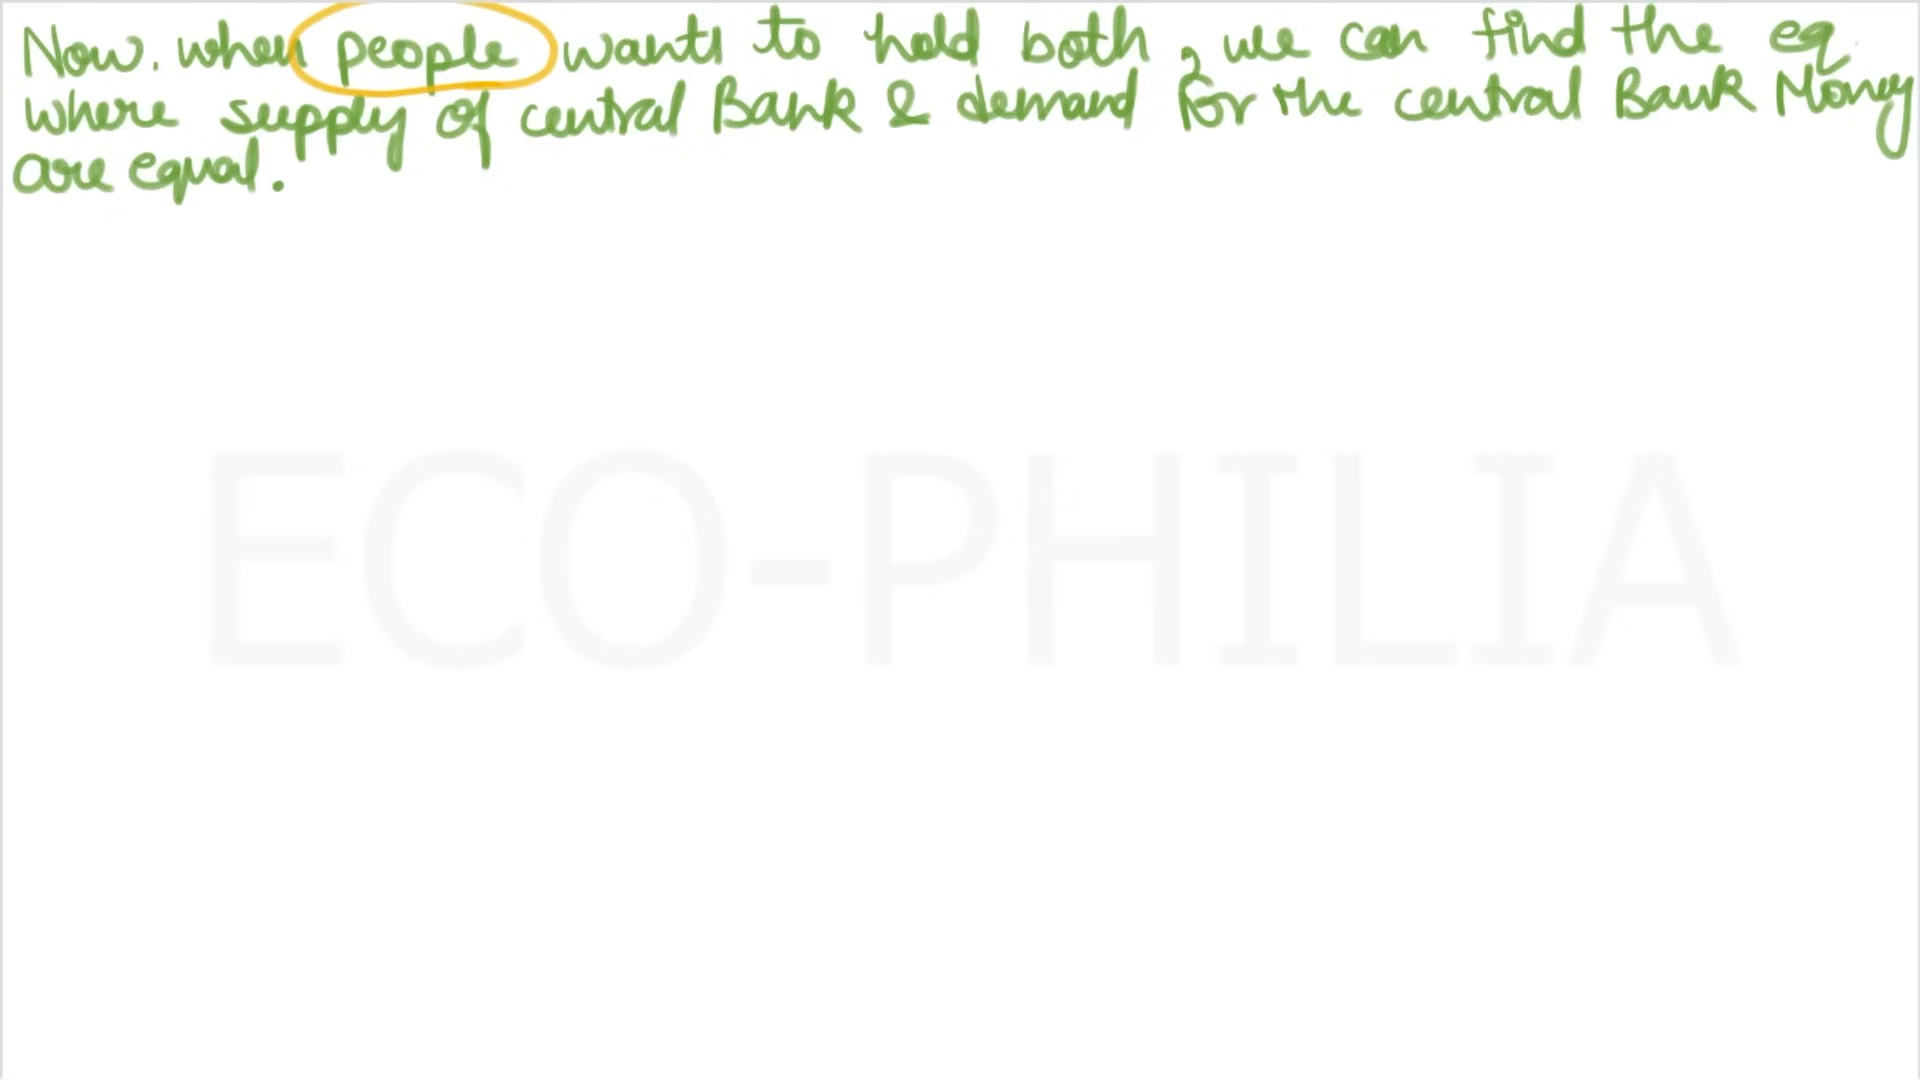 Now. when people wants to hold both, we can find the eq.
where supply of central Bank & demand for the central Bank Money
are equal.
ECO-PHILIA